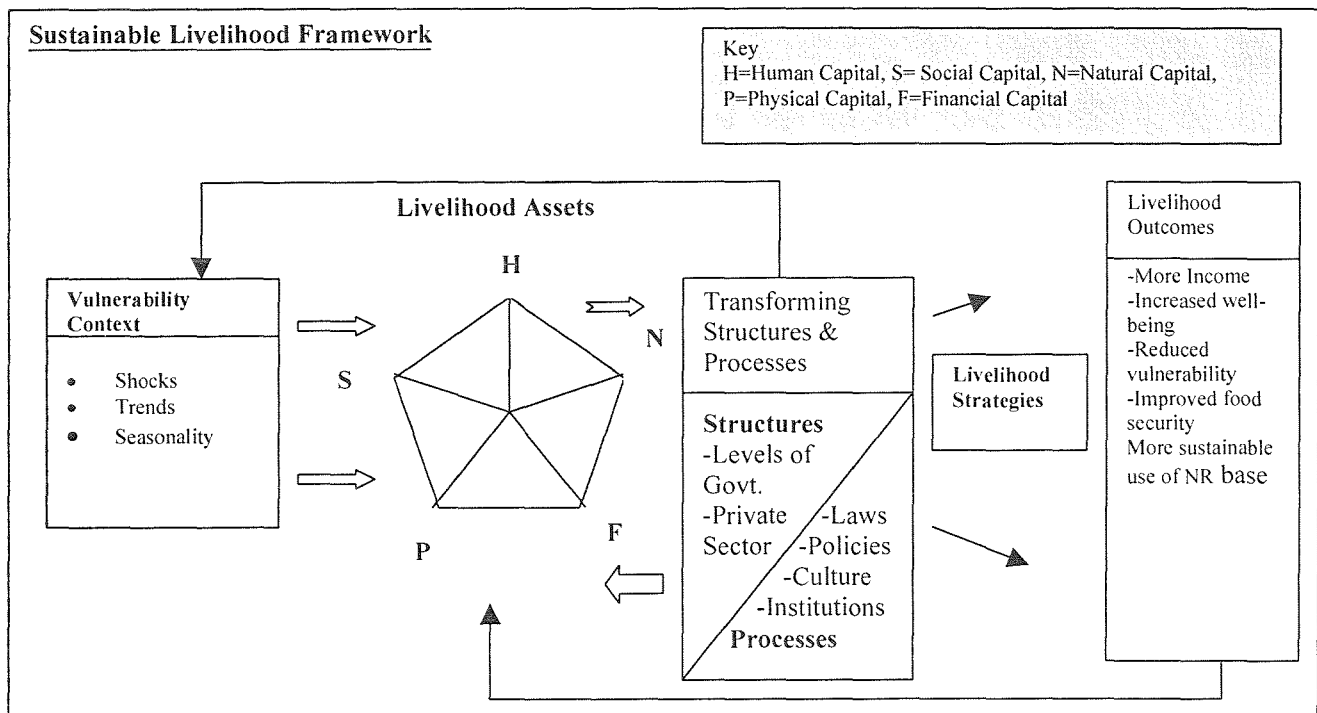 Sustainable Livelihood Framework
Key
H=Human Capital, S= Social Capital, N=Natural Capital,
P=Physical Capital, F=Financial Capital
Livelihood Assets
H
S
N
P
F
Vulnerability
Context
• Shocks
• Trends
• Seasonality
Transforming
Structures &
Processes
Structures
-Levels of
Govt.
-Private
Sector
-Laws
-Policies
-Culture
-Institutions
Processes
Livelihood
Strategies
Livelihood
Outcomes
-More Income
-Increased well-
being
-Reduced
vulnerability
-Improved food
security
More sustainable
use of NR base